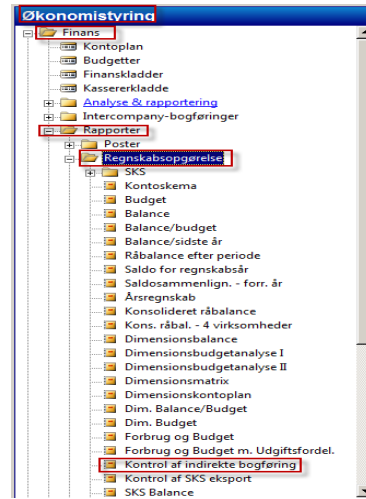 Økonomistyring
Finans
Kontoplan
Budgetter
Finanskladder
Kassererkladde
Analyse & rapportering
Intercompany-bogføringer
Rapporter
Poster
Regnskabsopgørelse
SKS
Kontoskema
Budget
Balance
Balance/budget
Balance/sidste år
Råbalance efter periode
Saldo for regnskabsår
Saldosammenlign. - forr. år
Årsregnskab
Konsolideret råbalance
Kons. råbal. - 4 virksomheder
Dimensionsbalance
Dimensionsbudgetanalyse I
Dimensionsbudgetanalyse II
Dimensionsmatrix
Dimensionskontoplan
Dim. Balance/Budget
Dim. Budget
Forbrug og Budget
Forbrug og Budget m. Udgiftsfordel.
Kontrol af indirekte bogføring
Kontrol af SKS eksport
SKS Balance